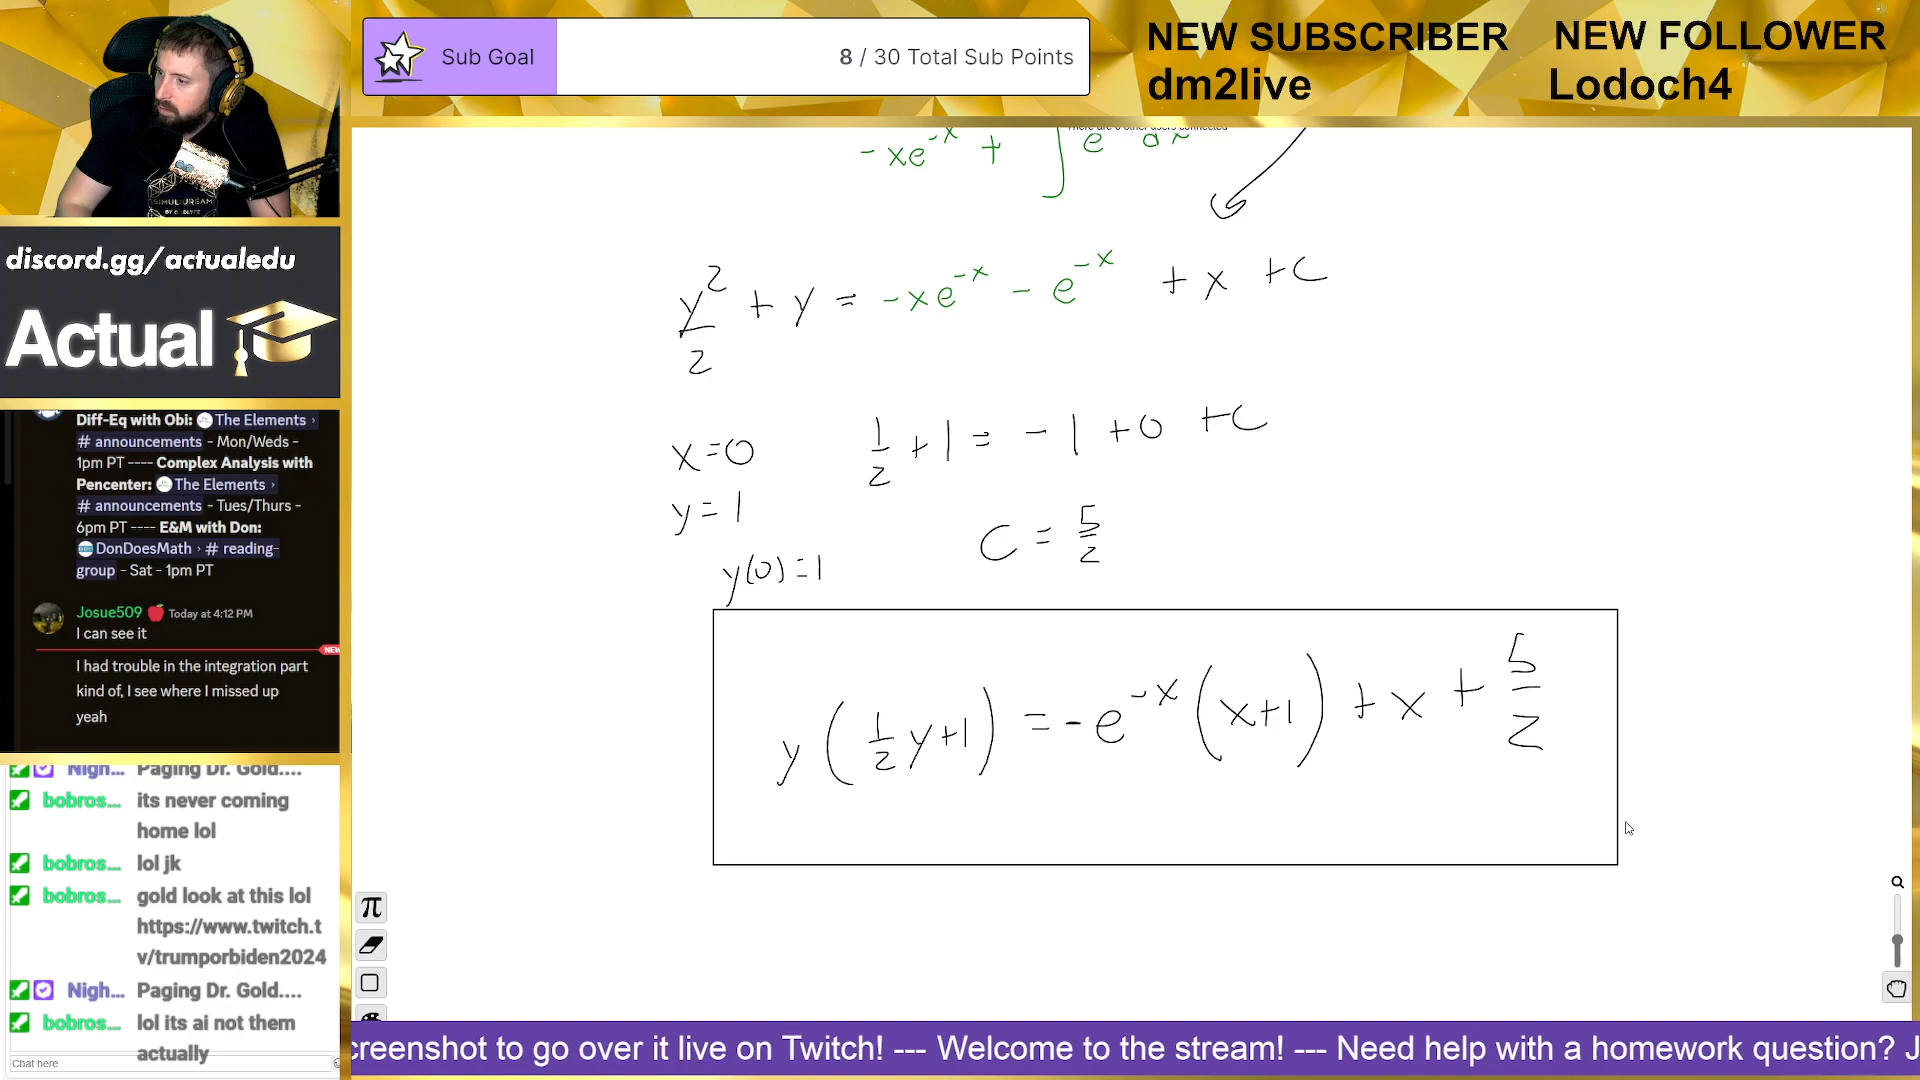 Sub Goal
8 / 30 Total Sub Points
NEW SUBSCRIBER
dm2live
NEW FOLLOWER
Lodoch4
SIMULDREAM
discord.gg/actualedu
Actual
Diff-Eq with Obi: The Elements ›
# announcements - Mon/Weds -
1pm PT ---- Complex Analysis with
Pencenter: The Elements ›
# announcements - Tues/Thurs -
6pm PT ---- E&M with Don:
DonDoesMath › # reading-
group - Sat - 1pm PT
Josue509 Today at 4:12 PM
I can see it
NEW
I had trouble in the integration part
kind of, I see where I missed up
yeah
Nigh... Paging Dr. Gold....
bobros... its never coming
home lol
bobros... lol jk
bobros... gold look at this lol
https://www.twitch.t
v/trumporbiden2024
Nigh... Paging Dr. Gold....
bobros... lol its ai not them
actually
Chat here
-xe^{-x} + ∫ e dx
y^2/2 + y = -xe^{-x} - e^{-x} + x + C
x=0
y=1
1/2 + 1 = -1 + 0 + C
C = 5/2
y(0)=1
y(1/2 y+1) = -e^{-x}(x+1) + x + 5/2
π
creenshot to go over it live on Twitch! --- Welcome to the stream! --- Need help with a homework question? J